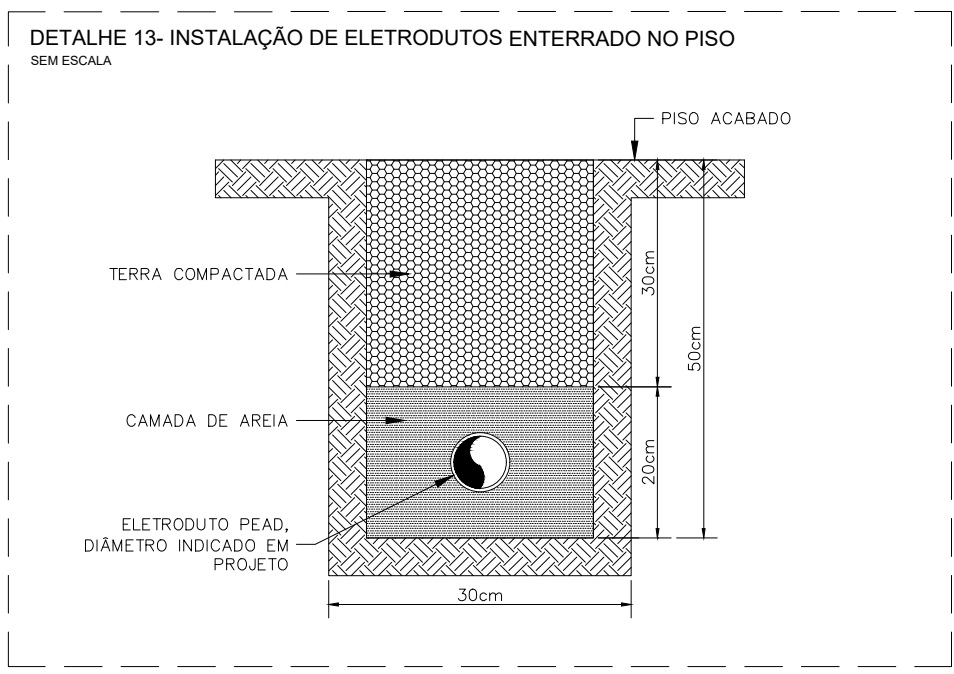 DETALHE 13- INSTALAÇÃO DE ELETRODUTOS ENTERRADO NO PISO
SEM ESCALA
PISO ACABADO
TERRA COMPACTADA
30cm
50cm
CAMADA DE AREIA
20cm
ELETRODUTO PEAD,
DIÂMETRO INDICADO EM
PROJETO
30cm